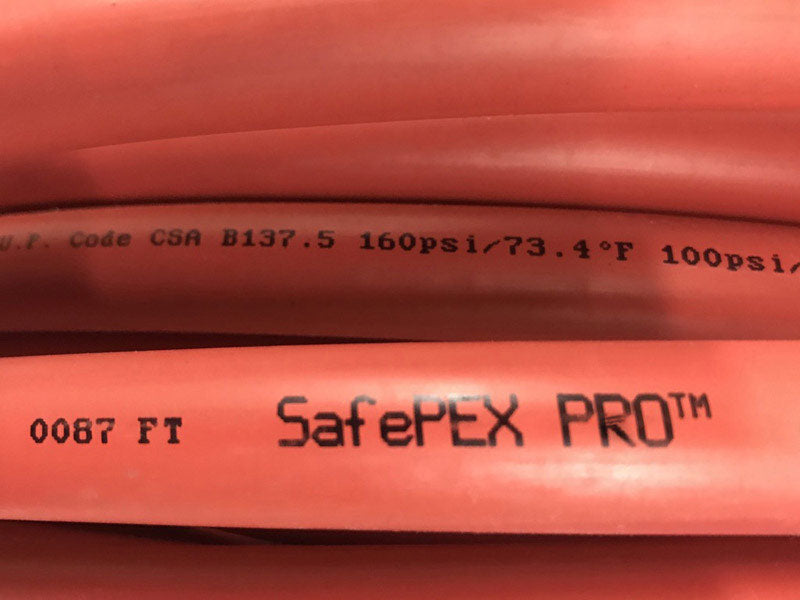 U.P. Code CSA B137.5 160psi/73.4°F 100psi/
0087 FT SafePEX PRO™